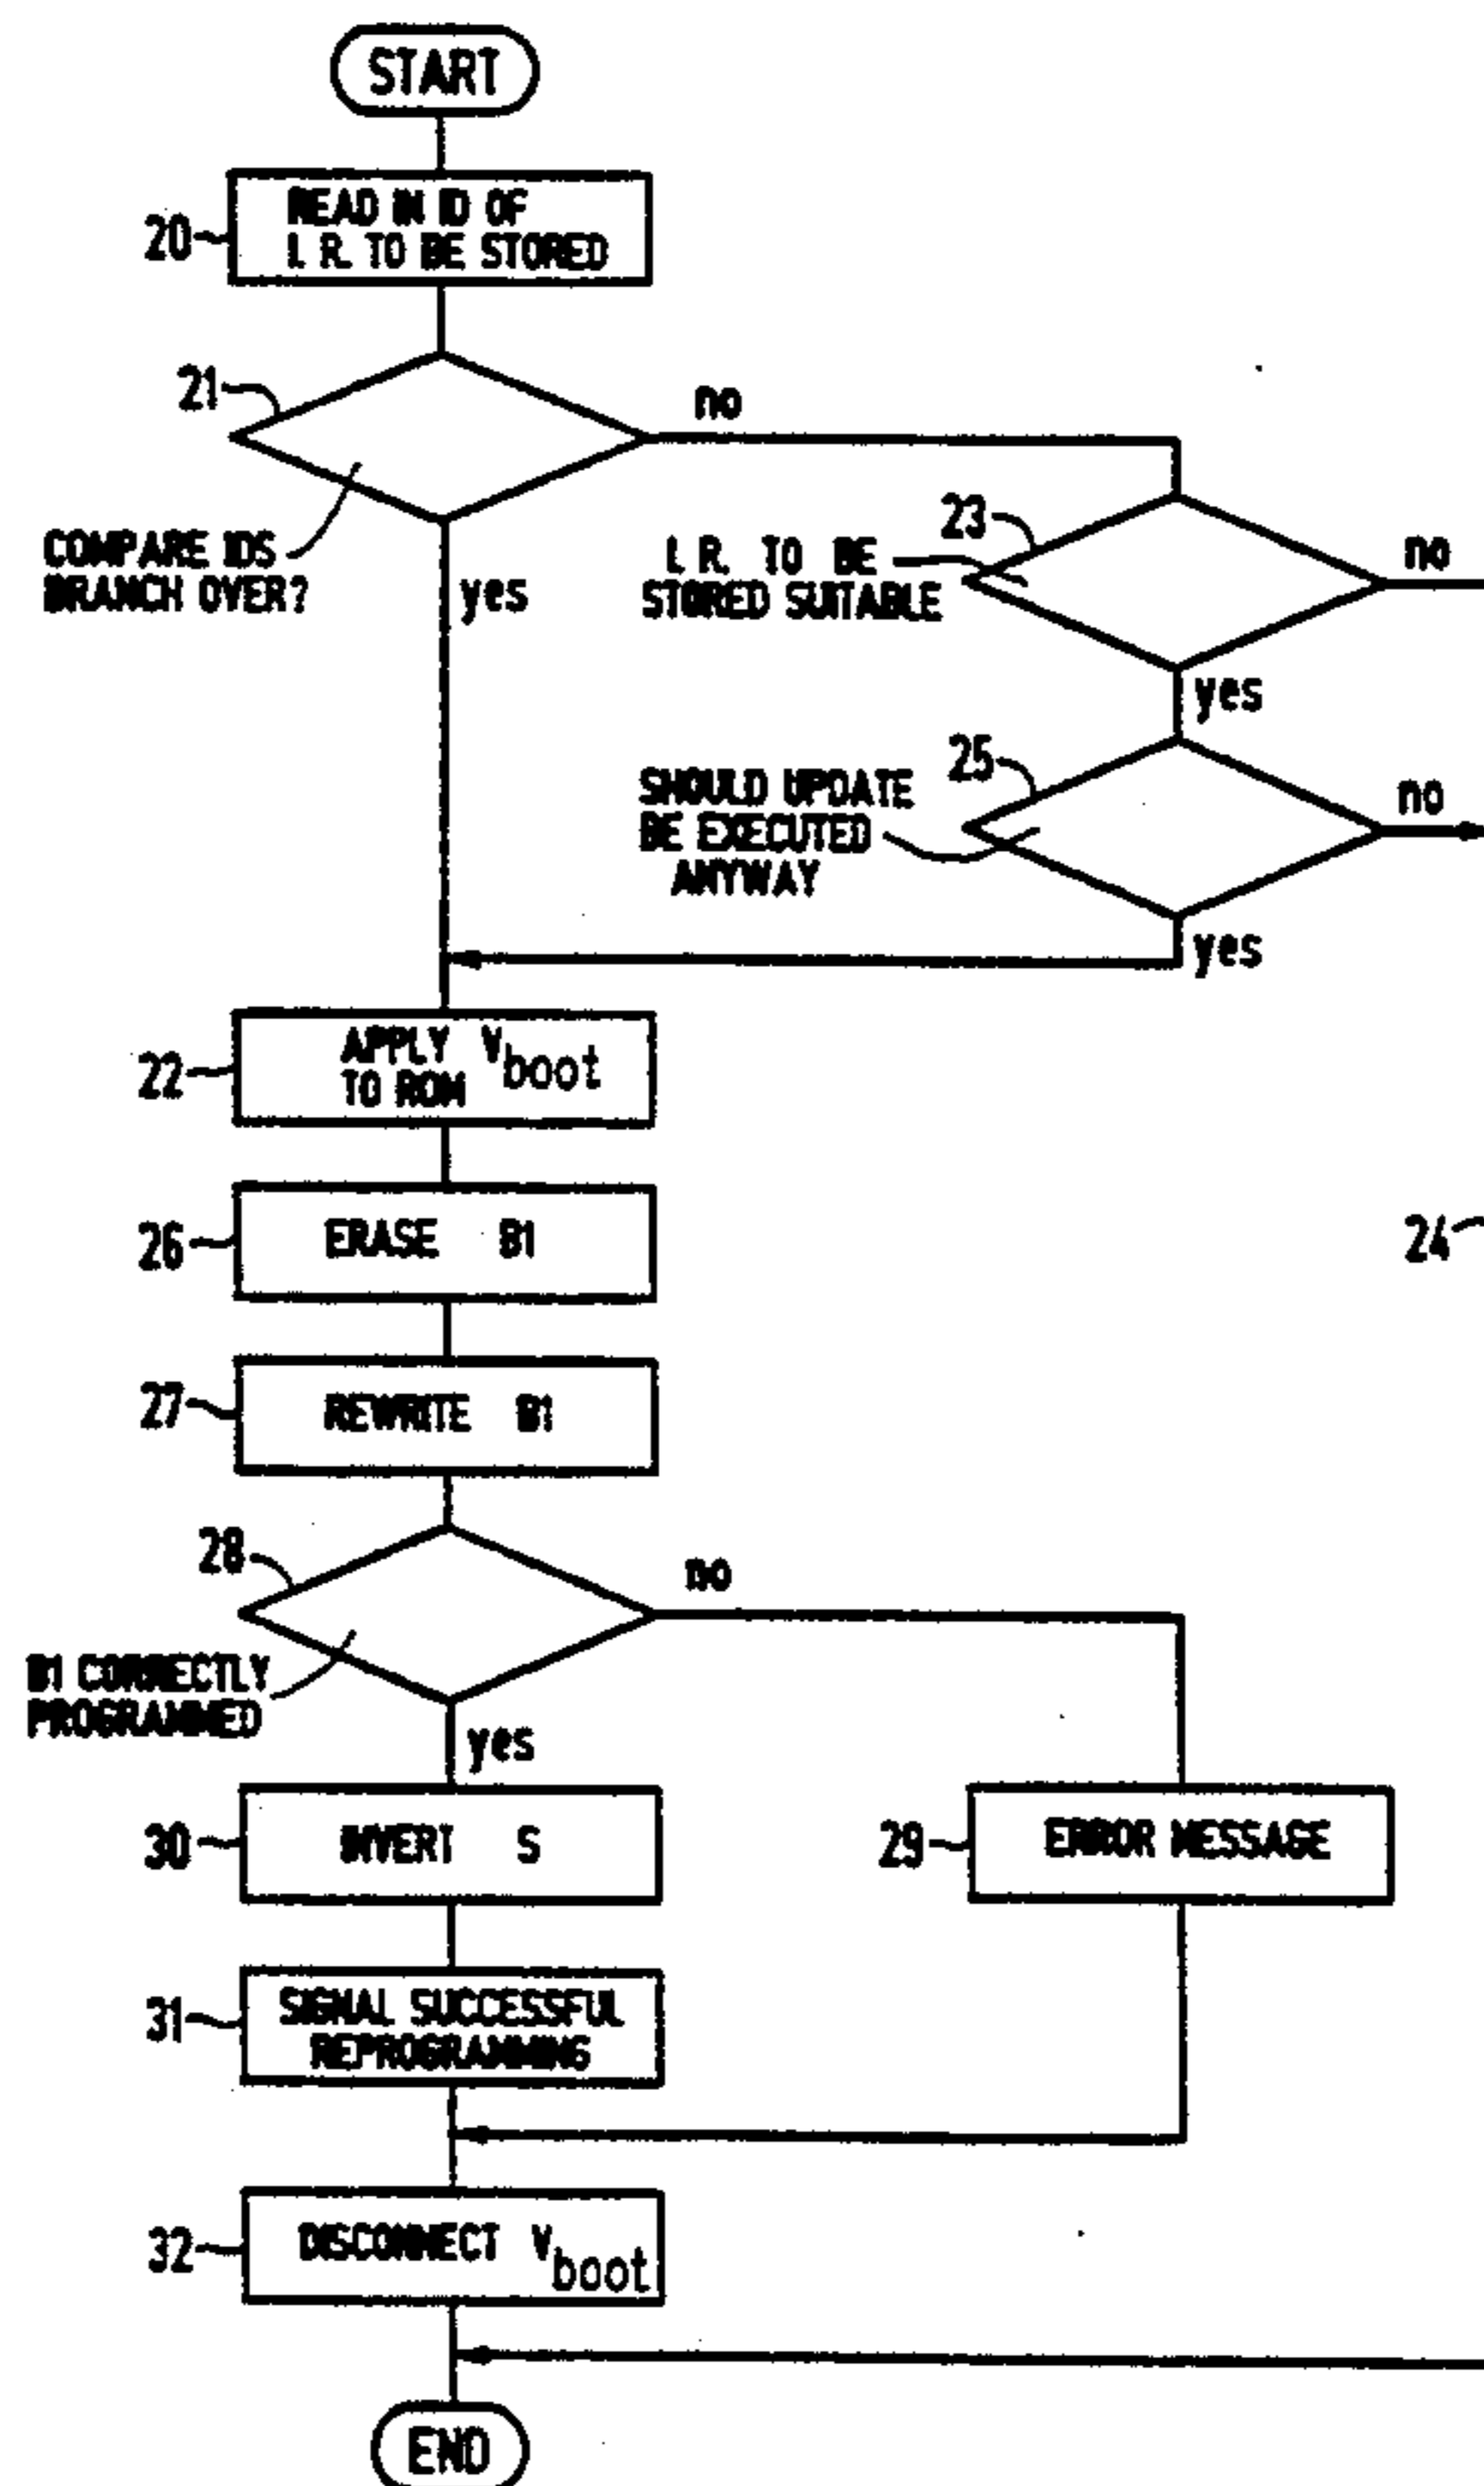 START
20
READ IN ID OF
I. R. TO BE STORED
21
no
COMPARE IDS
BRANCH OVER?
yes
23
I. R. TO BE
STORED SUITABLE
no
yes
25
SHOULD UPDATE
BE EXECUTED
ANYWAY
no
yes
22
APPLY Vboot
TO ROM
26
ERASE B1
24
27
REWRITE B1
28
no
B1 CORRECTLY
PROGRAMMED
yes
30
INVERT S
29
ERROR MESSAGE
31
SIGNAL SUCCESSFUL
REPROGRAMMING
32
DISCONNECT Vboot
END